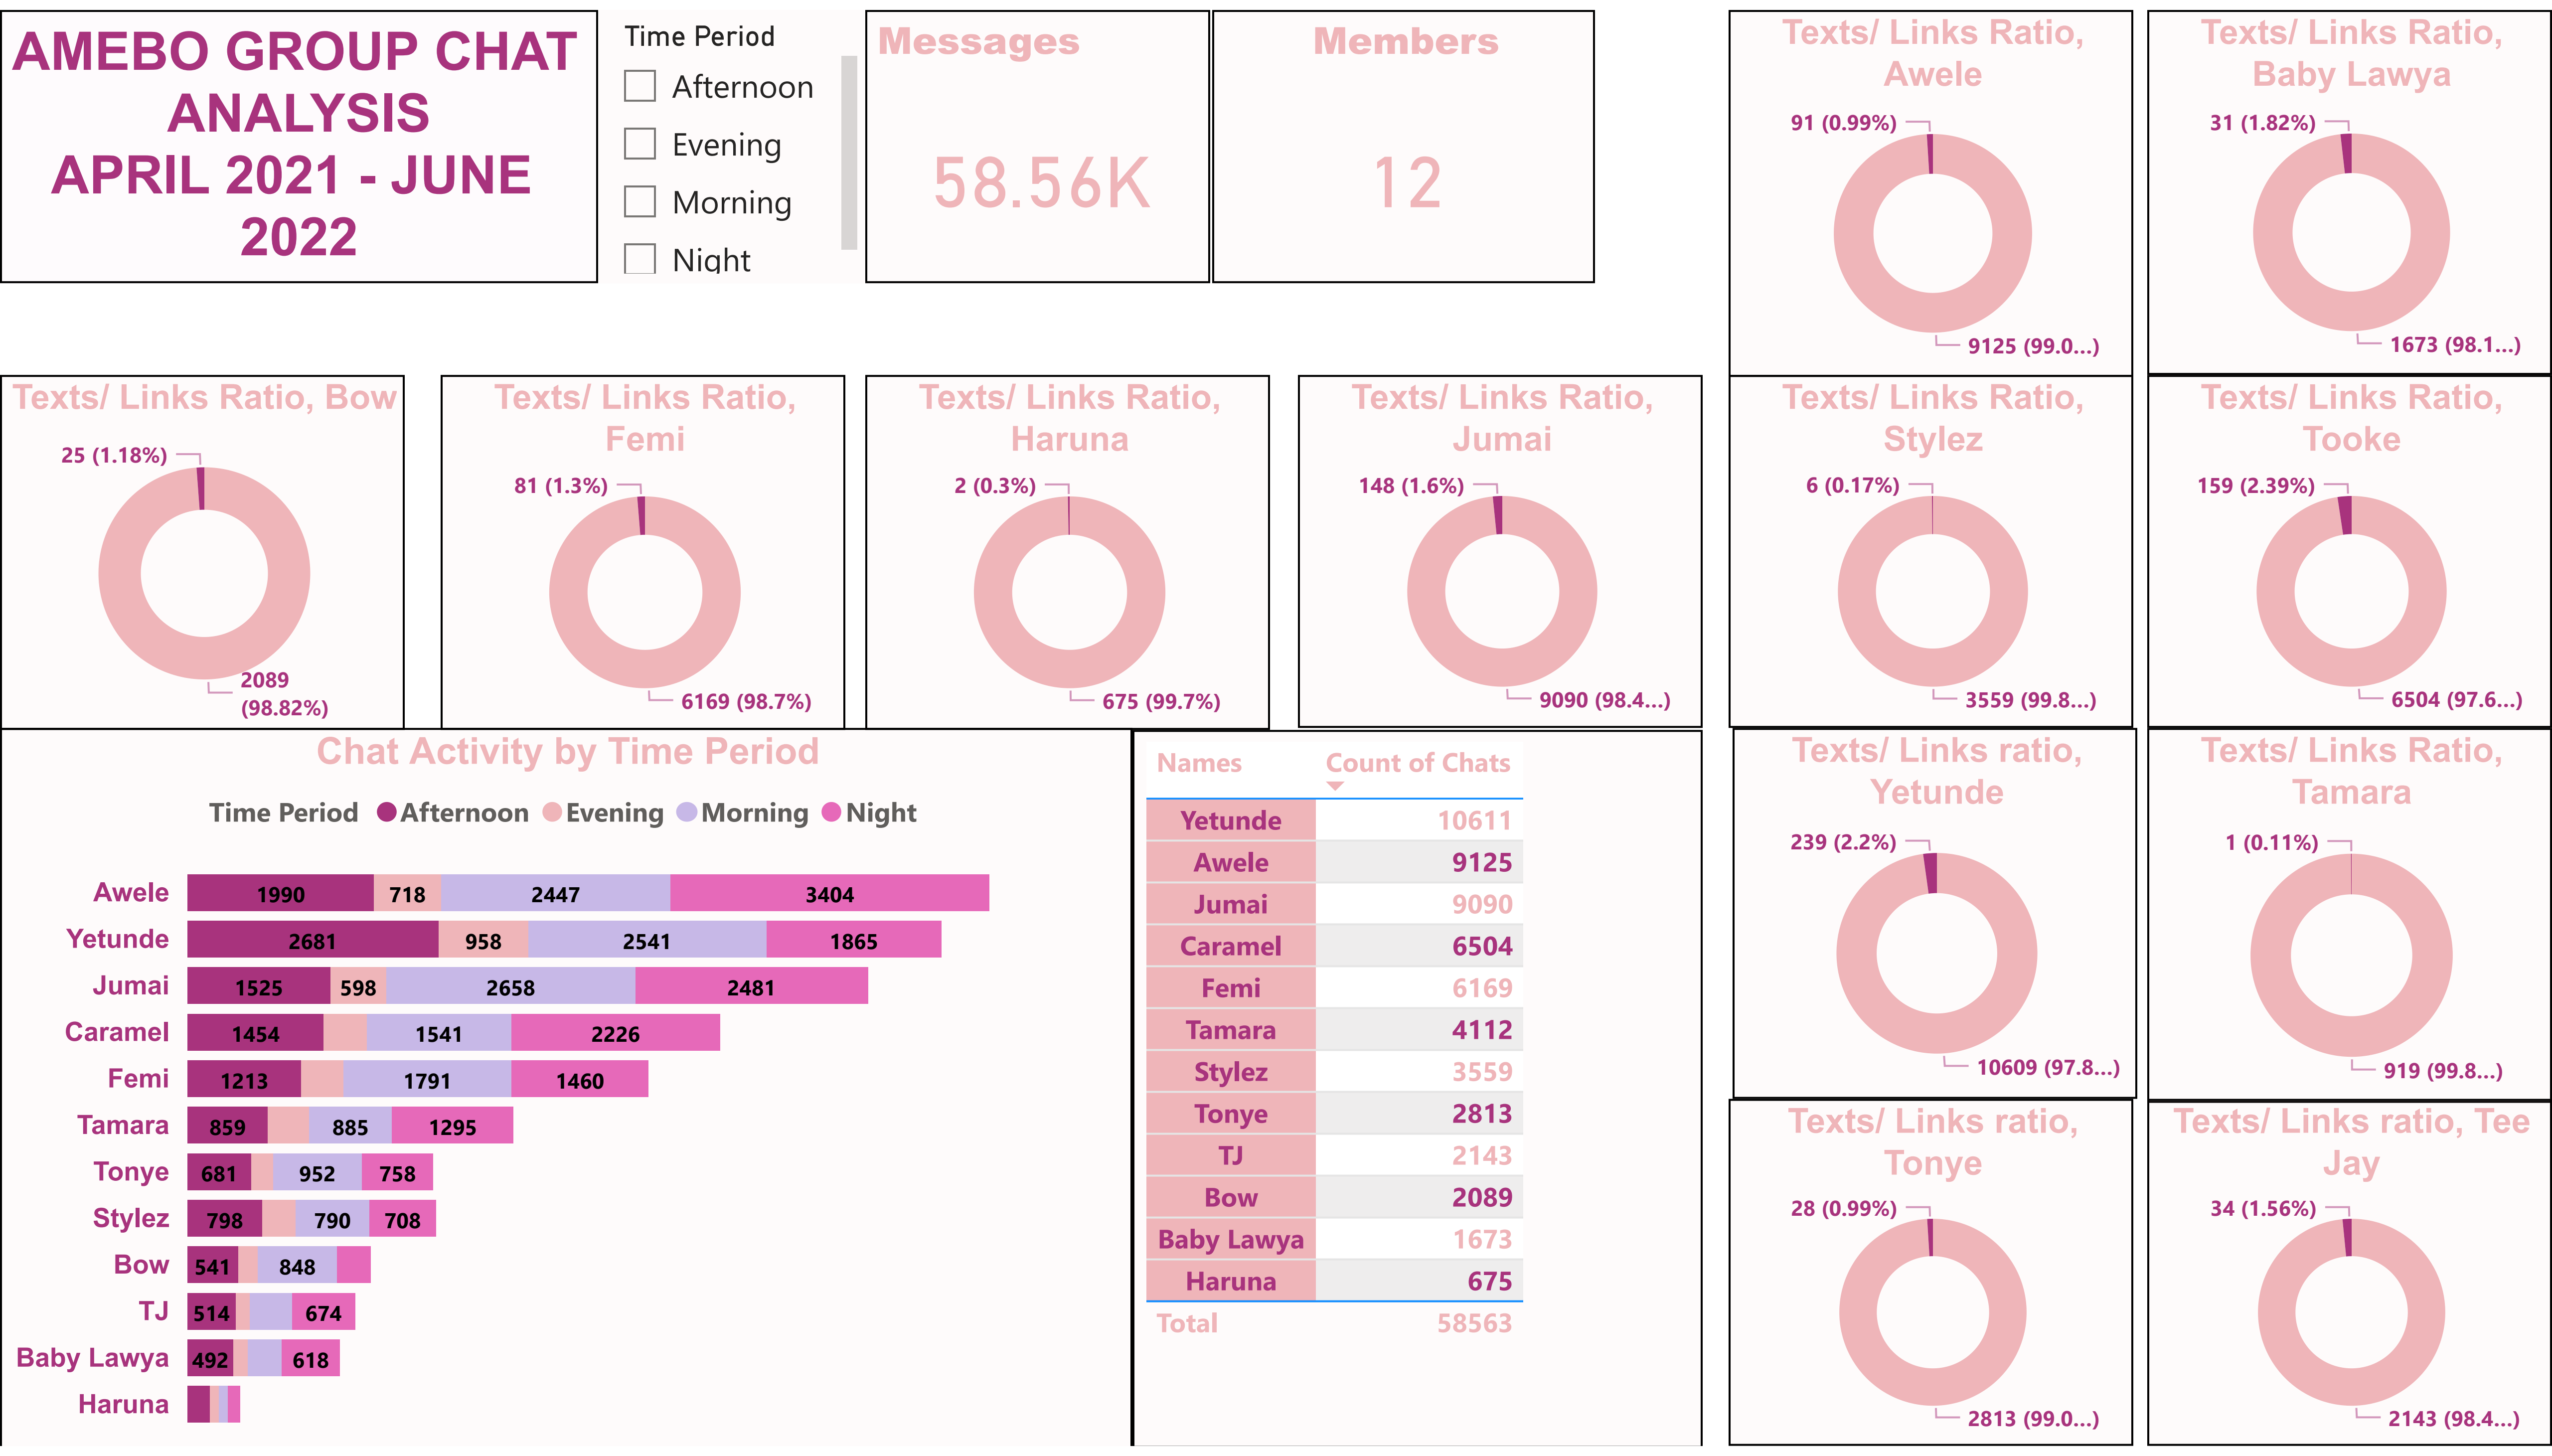 AMEBO GROUP CHAT
ANALYSIS
APRIL 2021 - JUNE
2022
Time Period
Afternoon
Evening
Morning
Night
Messages
58.56K
Members
12
Texts/ Links Ratio,
Awele
91 (0.99%)
9125 (99.0...)
Texts/ Links Ratio,
Baby Lawya
31 (1.82%)
1673 (98.1...)
Texts/ Links Ratio, Bow
25 (1.18%)
2089
(98.82%)
Texts/ Links Ratio,
Femi
81 (1.3%)
6169 (98.7%)
Texts/ Links Ratio,
Haruna
2 (0.3%)
675 (99.7%)
Texts/ Links Ratio,
Jumai
148 (1.6%)
9090 (98.4...)
Texts/ Links Ratio,
Stylez
6 (0.17%)
3559 (99.8...)
Texts/ Links Ratio,
Tooke
159 (2.39%)
6504 (97.6...)
Chat Activity by Time Period
Time Period Afternoon Evening Morning Night
Awele 1990 718 2447 3404
Yetunde 2681 958 2541 1865
Jumai 1525 598 2658 2481
Caramel 1454 1541 2226
Femi 1213 1791 1460
Tamara 859 885 1295
Tonye 681 952 758
Stylez 798 790 708
Bow 541 848
TJ 514 674
Baby Lawya 492 618
Haruna
Names Count of Chats
Yetunde 10611
Awele 9125
Jumai 9090
Caramel 6504
Femi 6169
Tamara 4112
Stylez 3559
Tonye 2813
TJ 2143
Bow 2089
Baby Lawya 1673
Haruna 675
Total 58563
Texts/ Links ratio,
Yetunde
239 (2.2%)
10609 (97.8...)
Texts/ Links Ratio,
Tamara
1 (0.11%)
919 (99.8...)
Texts/ Links ratio,
Tonye
28 (0.99%)
2813 (99.0...)
Texts/ Links ratio, Tee
Jay
34 (1.56%)
2143 (98.4...)